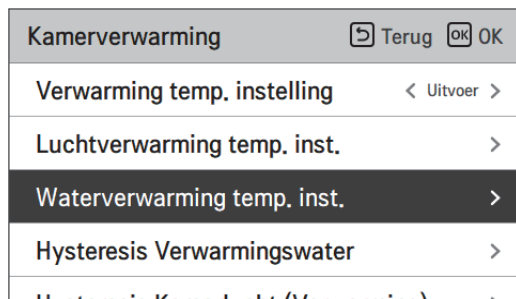 Kamerverwarming Terug OK OK
Verwarming temp. instelling < Uitvoer >
Luchtverwarming temp. inst. >
Waterverwarming temp. inst. >
Hysteresis Verwarmingswater >